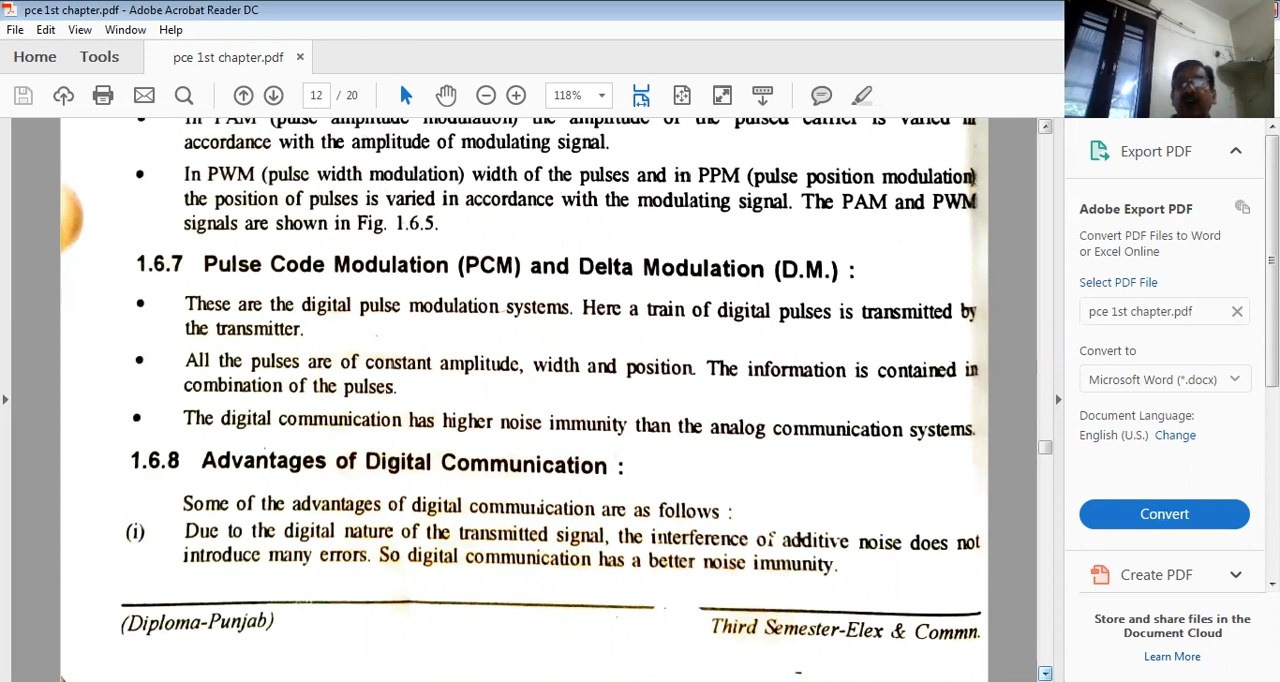 pce 1st chapter.pdf - Adobe Acrobat Reader DC
File Edit View Window Help
Home Tools pce 1st chapter.pdf ×
12 / 20 118%
In PAM (pulse amplitude modulation) the amplitude of the pulsed carrier is varied in
accordance with the amplitude of modulating signal.
• In PWM (pulse width modulation) width of the pulses and in PPM (pulse position modulation)
the position of pulses is varied in accordance with the modulating signal. The PAM and PWM
signals are shown in Fig. 1.6.5.
1.6.7 Pulse Code Modulation (PCM) and Delta Modulation (D.M.) :
• These are the digital pulse modulation systems. Here a train of digital pulses is transmitted by
the transmitter.
• All the pulses are of constant amplitude, width and position. The information is contained in
combination of the pulses.
• The digital communication has higher noise immunity than the analog communication systems.
1.6.8 Advantages of Digital Communication :
Some of the advantages of digital communication are as follows :
(i) Due to the digital nature of the transmitted signal, the interference of additive noise does not
introduce many errors. So digital communication has a better noise immunity.
(Diploma-Punjab) Third Semester-Elex & Commn.
Export PDF
Adobe Export PDF
Convert PDF Files to Word
or Excel Online
Select PDF File
pce 1st chapter.pdf
Convert to
Microsoft Word (*.docx)
Document Language:
English (U.S.) Change
Convert
Create PDF
Store and share files in the
Document Cloud
Learn More